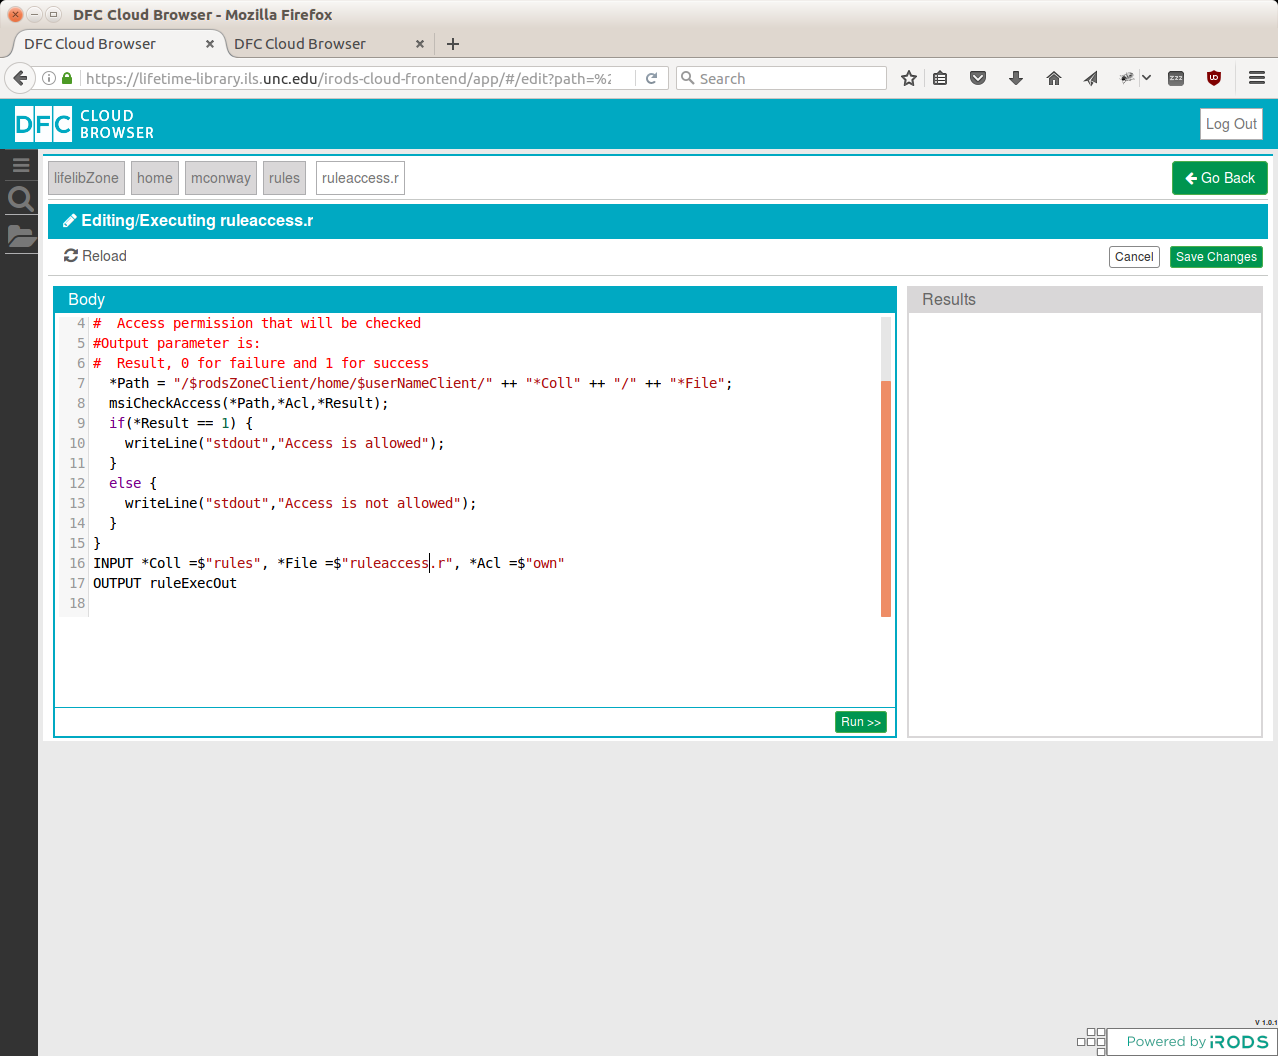 DFC Cloud Browser - Mozilla Firefox
DFC Cloud Browser × DFC Cloud Browser × +
https://lifetime-library.ils.unc.edu/irods-cloud-frontend/app/#/edit?path=%2 Search
DFC CLOUD BROWSER
Log Out
lifelibZone home mconway rules ruleaccess.r Go Back
Editing/Executing ruleaccess.r
Reload Cancel Save Changes
Body
4 #  Access permission that will be checked
5 #Output parameter is:
6 #  Result, 0 for failure and 1 for success
7   *Path = "/$rodsZoneClient/home/$userNameClient/" ++ "*Coll" ++ "/" ++ "*File";
8   msiCheckAccess(*Path,*Acl,*Result);
9   if(*Result == 1) {
10     writeLine("stdout","Access is allowed");
11   }
12   else {
13     writeLine("stdout","Access is not allowed");
14   }
15 }
16 INPUT *Coll =$"rules", *File =$"ruleaccess.r", *Acl =$"own"
17 OUTPUT ruleExecOut
18
Run >>
Results
V 1.0.1
Powered by iRODS